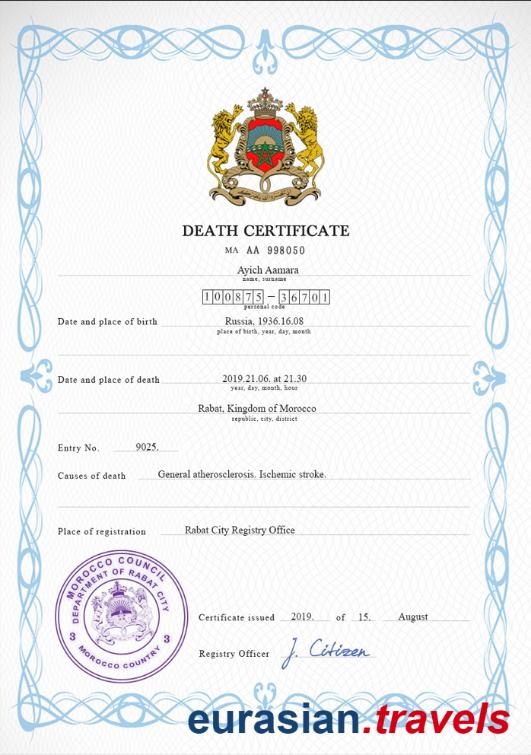 DEATH CERTIFICATE
MA AA 998050
Ayich Aamara
name, surname
100875-36701
personal code
Date and place of birth Russia, 1936.16.08
place of birth, year, day, month
Date and place of death 2019.21.06. at 21.30
year, day, month, hour
Rabat, Kingdom of Morocco
republic, city, district
Entry No. 9025.
Causes of death General atherosclerosis. Ischemic stroke.
Place of registration Rabat City Registry Office
MOROCCO COUNCIL
DEPARTMENT OF RABAT CITY
3 3
MOROCCO COUNTRY
Certificate issued 2019. of 15. August
Registry Officer J. Citizen
eurasian.travels